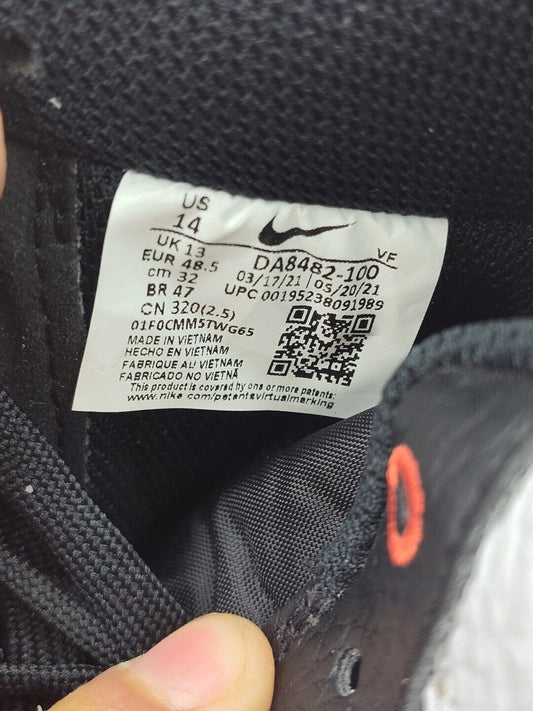 US
14
UK 13
EUR 48.5
cm 32
BR 47
CN 320(2.5)
01F0CMM5TWG65
VF
DA8482-100
03/17/21 | 05/20/21
UPC 00195238091989
MADE IN VIETNAM
HECHO EN VIETNAM
FABRIQUE AU VIETNAM
FABRICADO NO VIETNÃ
This product is covered by one or more patents:
www.nike.com/patentsvirtualmarking